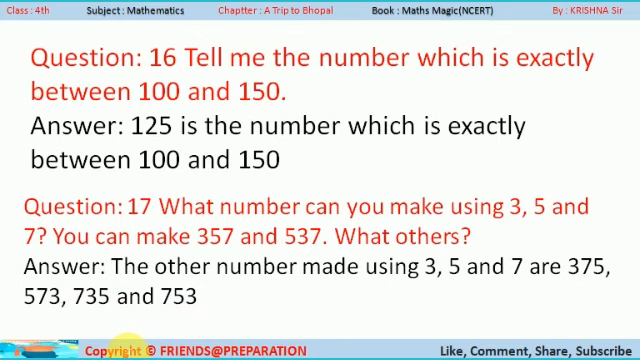 Class : 4th Subject : Mathematics Chaptter : A Trip to Bhopal Book : Maths Magic(NCERT) By : KRISHNA Sir
Question: 16 Tell me the number which is exactly
between 100 and 150.
Answer: 125 is the number which is exactly
between 100 and 150
Question: 17 What number can you make using 3, 5 and
7? You can make 357 and 537. What others?
Answer: The other number made using 3, 5 and 7 are 375,
573, 735 and 753
Copyright © FRIENDS@PREPARATION Like, Comment, Share, Subscribe